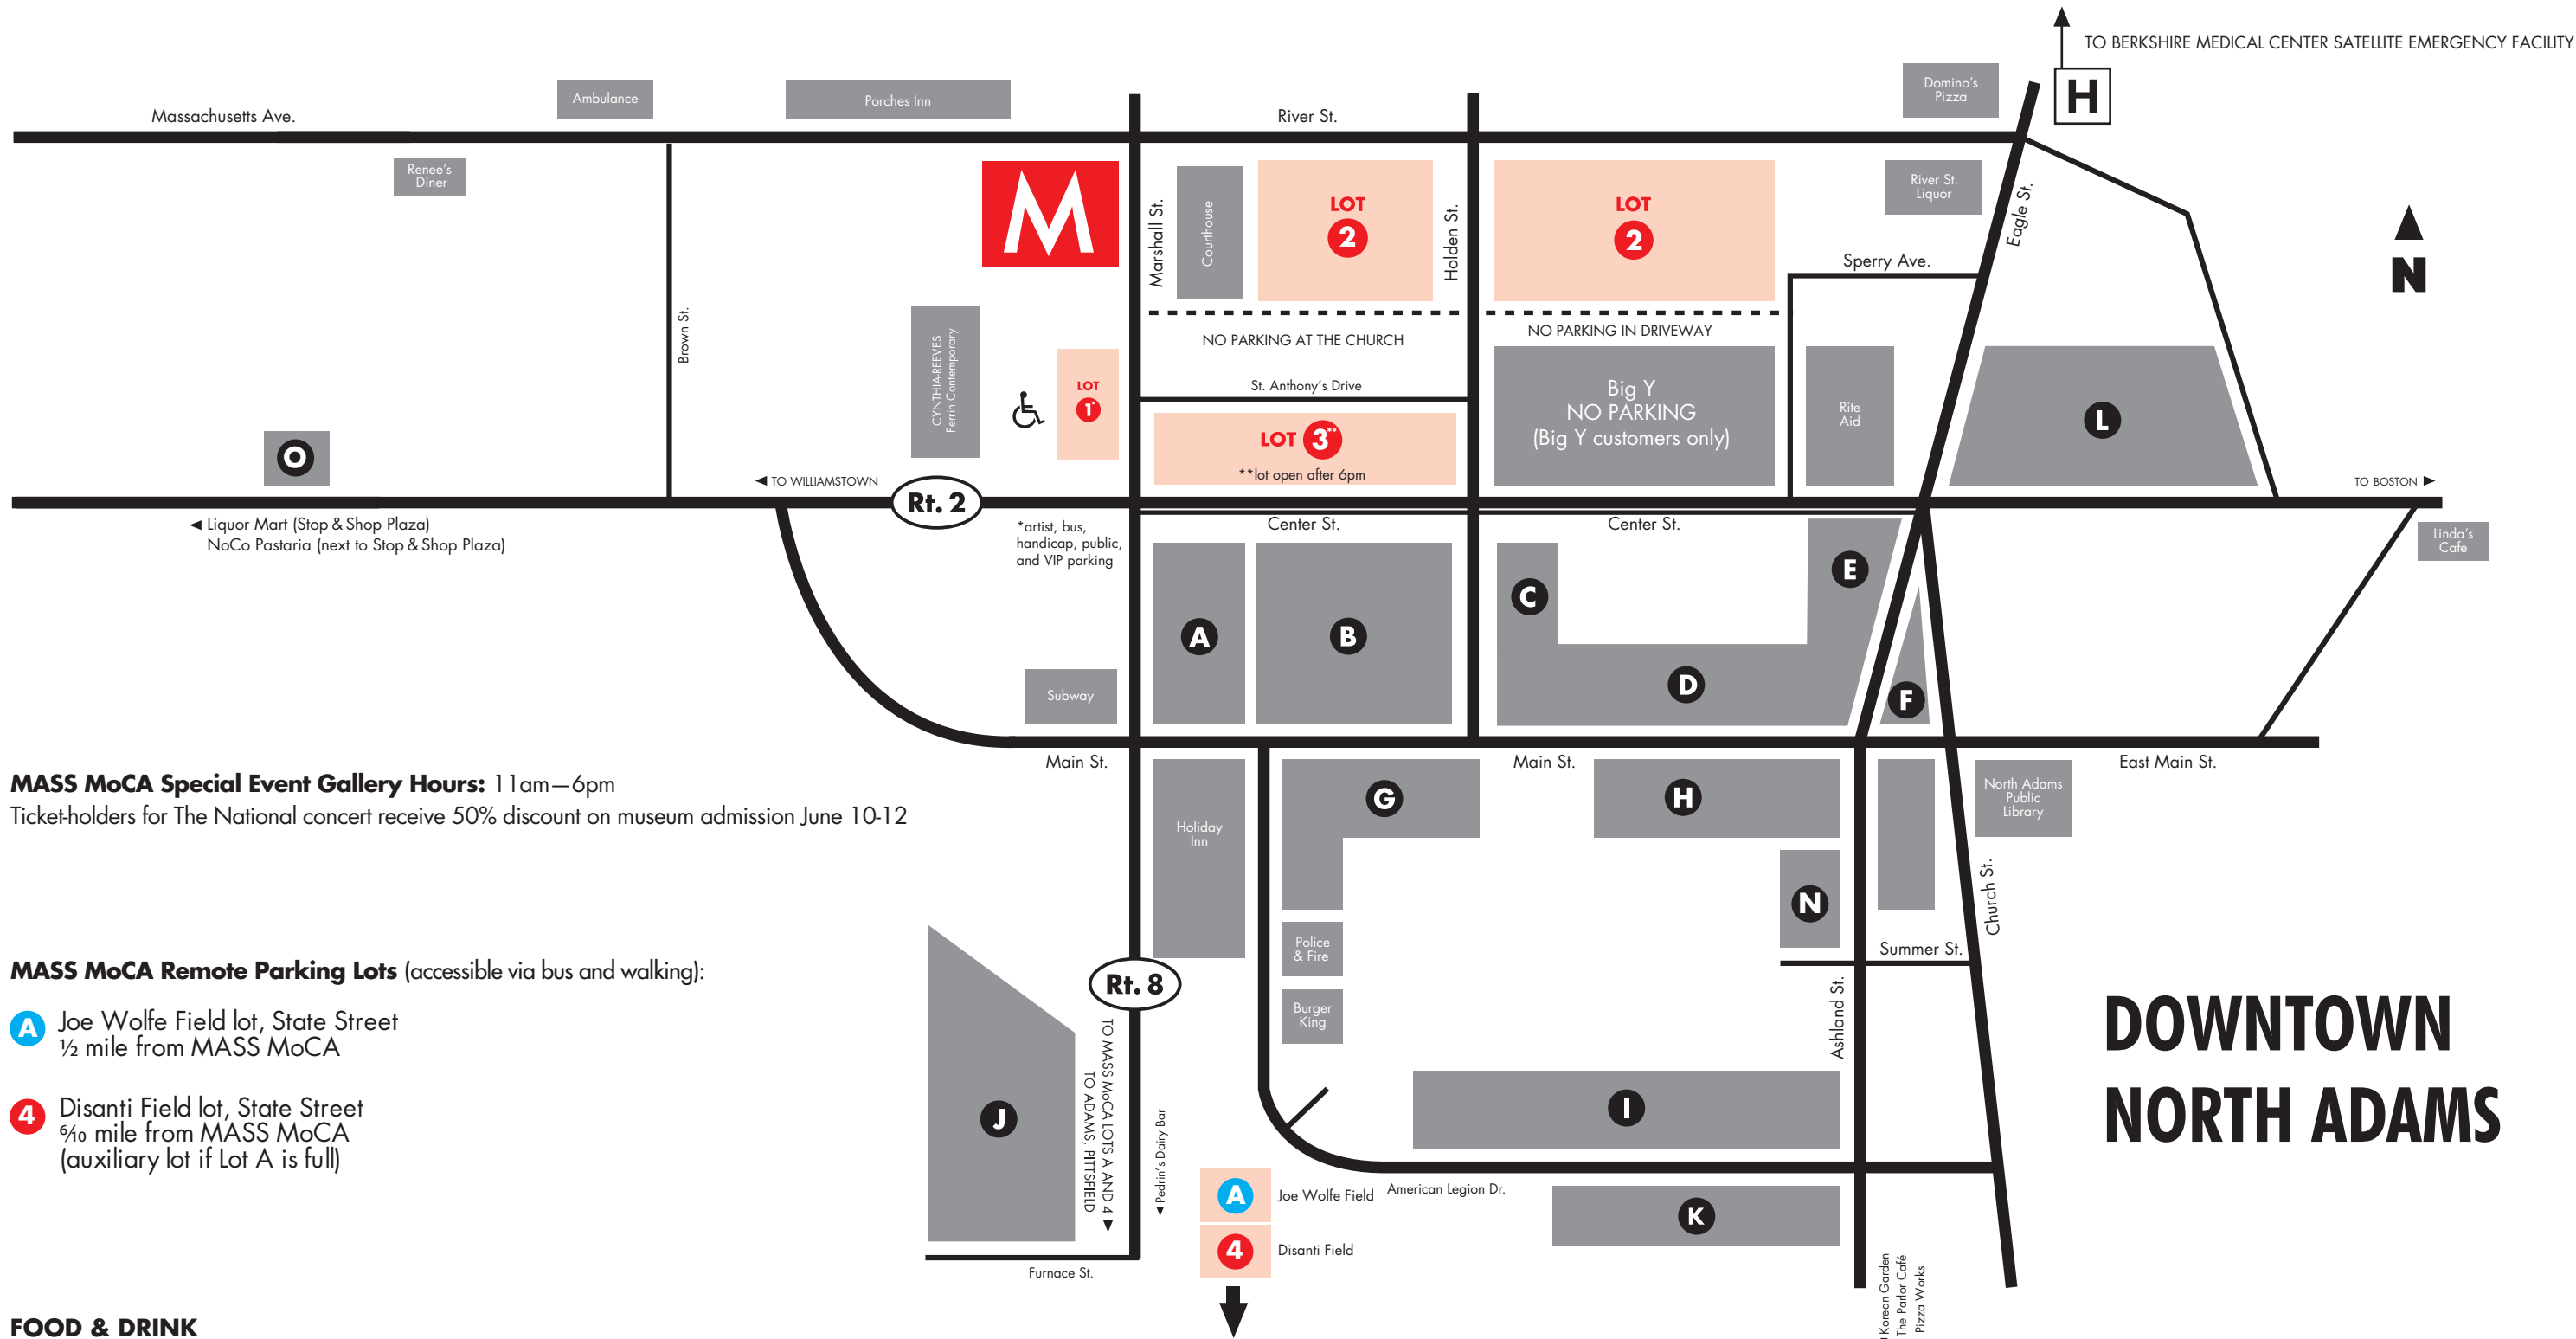 TO BERKSHIRE MEDICAL CENTER SATELLITE EMERGENCY FACILITY
H
Domino's
Pizza
Ambulance
Porches Inn
Massachusetts Ave.
River St.
Renee's
Diner
M
Marshall St.
Courthouse
LOT
2
Holden St.
LOT
2
River St.
Liquor
Eagle St.
Sperry Ave.
N
Brown St.
CYNTHIA-REEVES
Ferrin Contemporary
LOT
1*
NO PARKING AT THE CHURCH
NO PARKING IN DRIVEWAY
St. Anthony's Drive
LOT 3**
**lot open after 6pm
Big Y
NO PARKING
(Big Y customers only)
Rite
Aid
L
O
TO WILLIAMSTOWN
Rt. 2
TO BOSTON
Liquor Mart (Stop & Shop Plaza)
NoCo Pastaria (next to Stop & Shop Plaza)
*artist, bus,
handicap, public,
and VIP parking
Center St.
Center St.
Linda's
Cafe
A
B
C
D
E
F
Subway
Main St.
Main St.
East Main St.
MASS MoCA Special Event Gallery Hours: 11am—6pm
Ticket-holders for The National concert receive 50% discount on museum admission June 10-12
Holiday
Inn
G
H
North Adams
Public
Library
N
Church St.
Police
& Fire
Summer St.
Burger
King
Ashland St.
MASS MoCA Remote Parking Lots (accessible via bus and walking):
A Joe Wolfe Field lot, State Street
½ mile from MASS MoCA
4 Disanti Field lot, State Street
6⁄10 mile from MASS MoCA
(auxiliary lot if Lot A is full)
Rt. 8
TO MASS MoCA LOTS A AND 4
TO ADAMS, PITTSFIELD
J
Pedrin's Dairy Bar
I
DOWNTOWN
NORTH ADAMS
A Joe Wolfe Field
American Legion Dr.
K
4 Disanti Field
Furnace St.
Korean Garden
The Parlor Café
Pizza Works
FOOD & DRINK